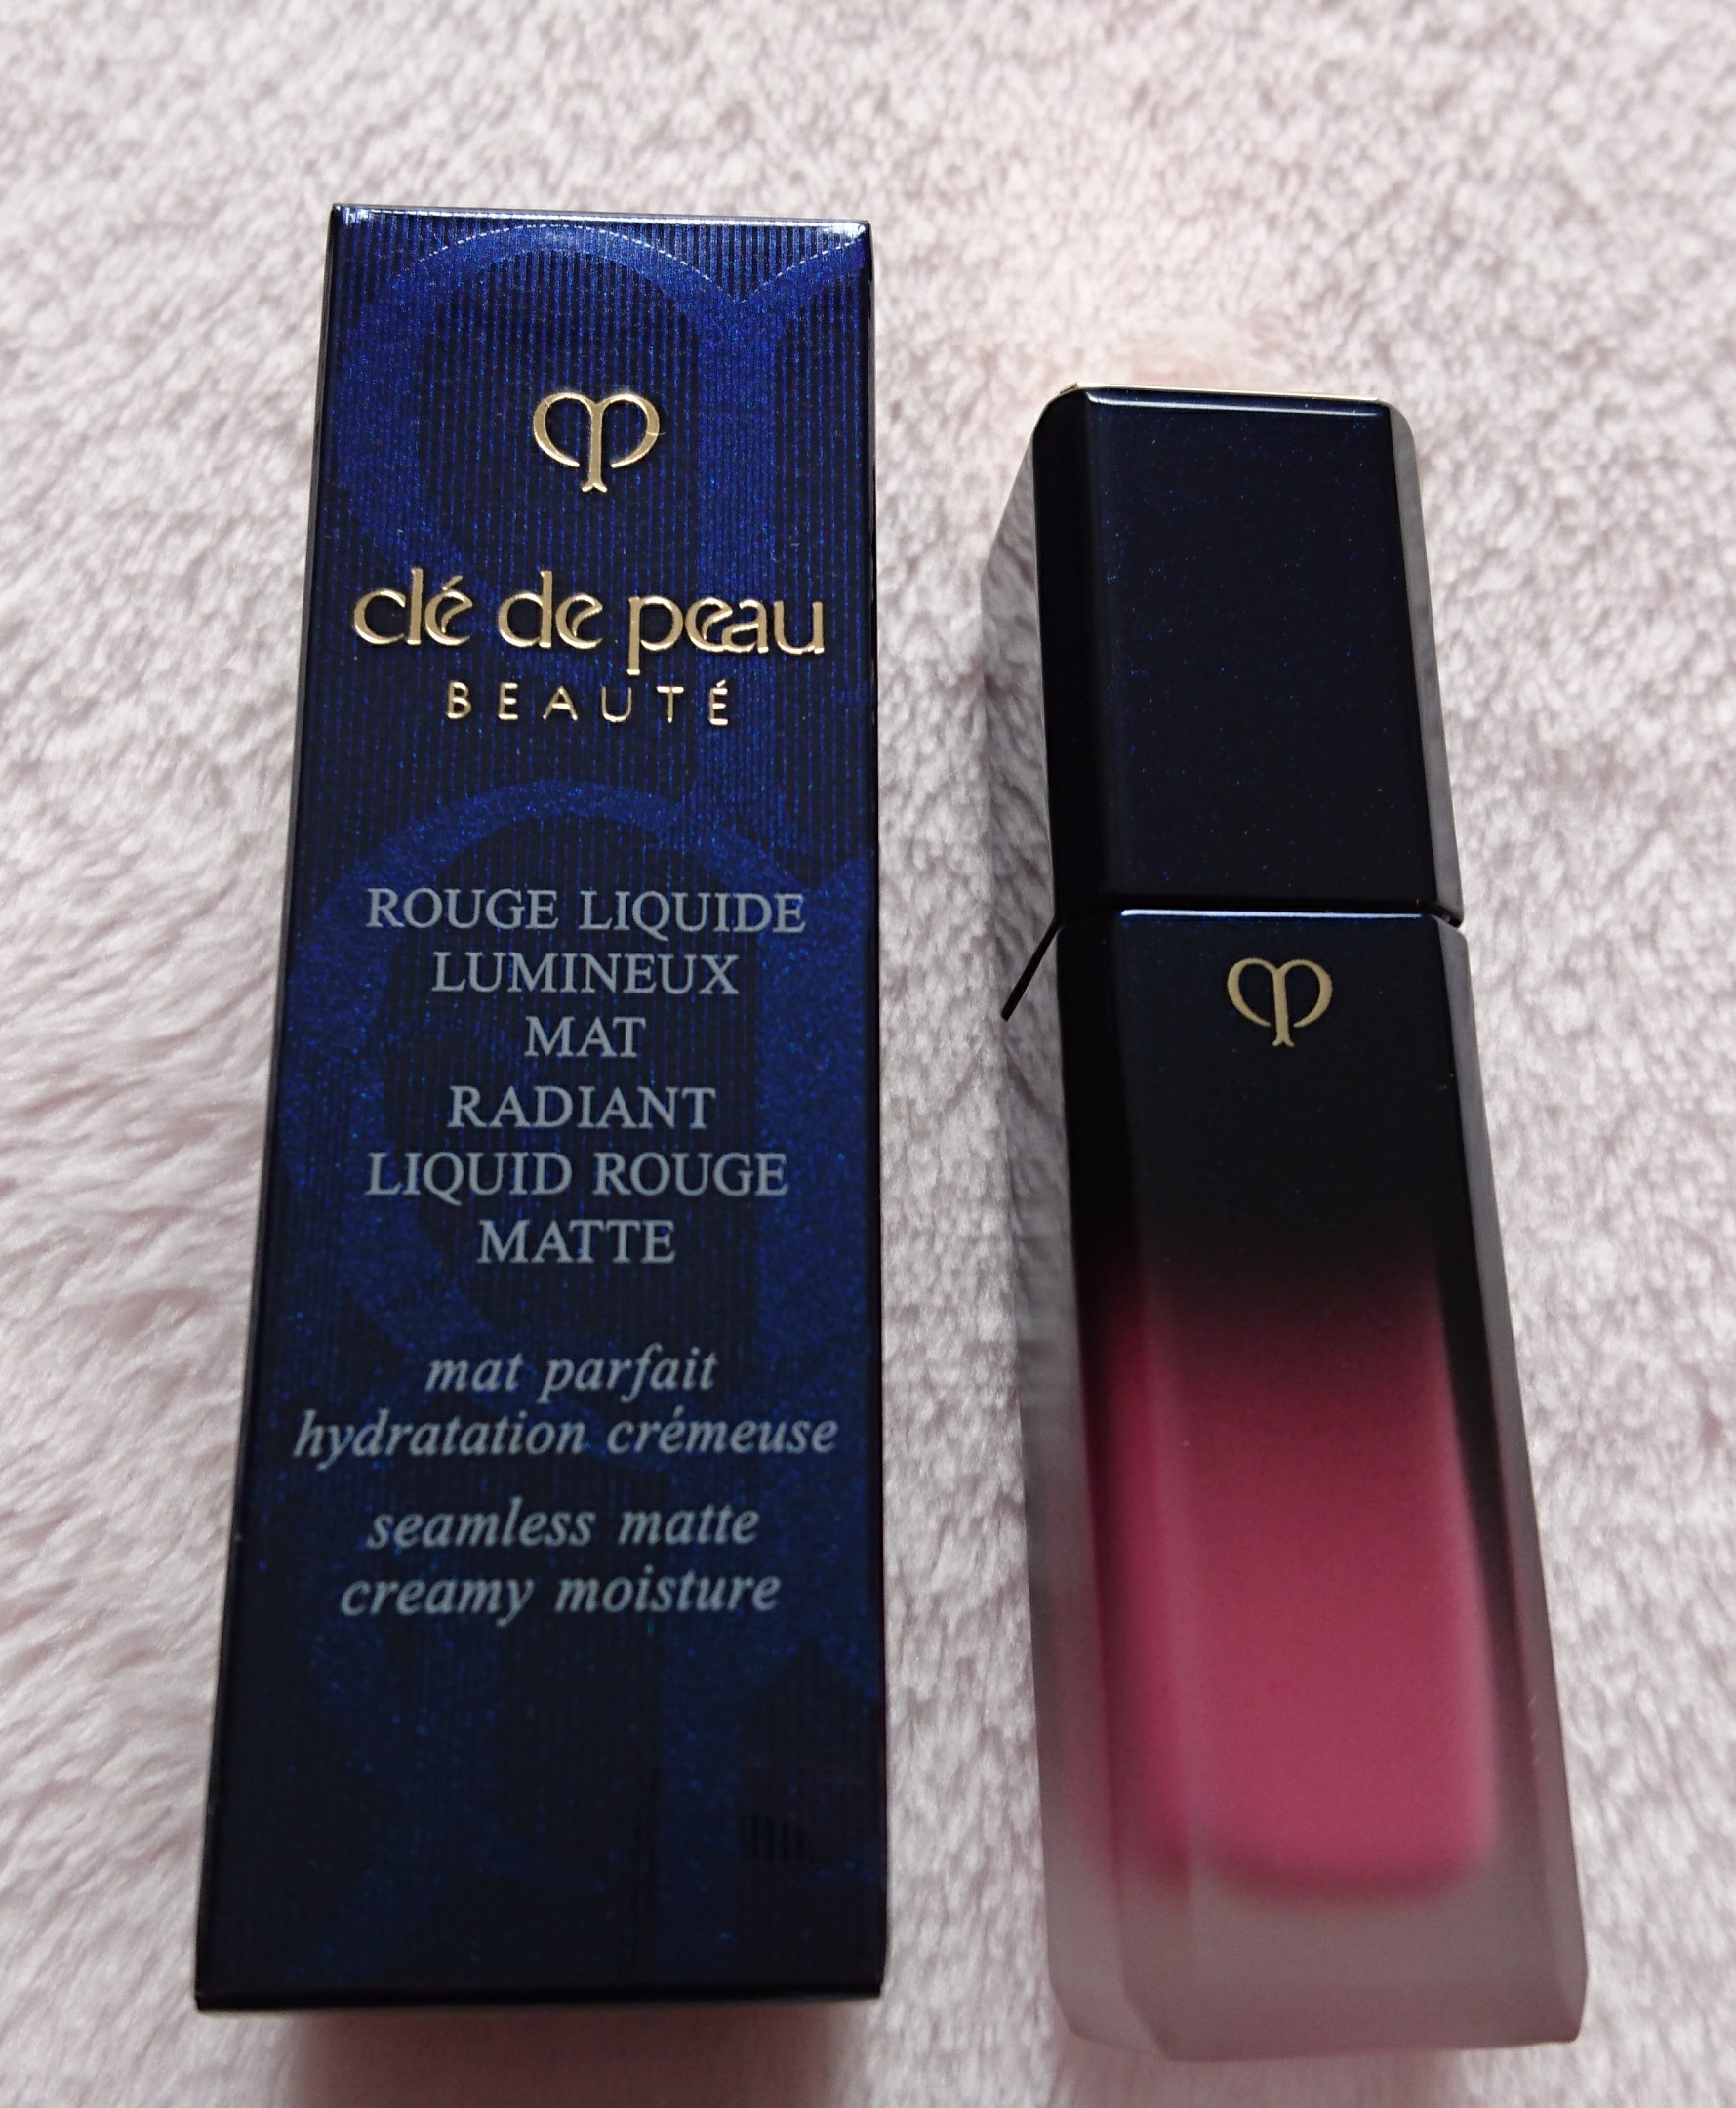 clé de peau
BEAUTÉ
ROUGE LIQUIDE
LUMINEUX
MAT
RADIANT
LIQUID ROUGE
MATTE
mat parfait
hydratation crémeuse
seamless matte
creamy moisture